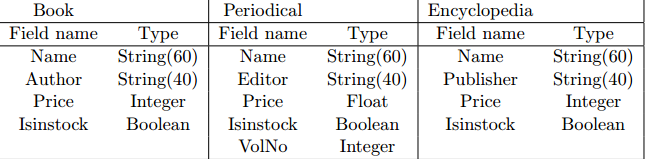 Book Periodical Encyclopedia
Field name Type Field name Type Field name Type
Name String(60) Name String(60) Name String(60)
Author String(40) Editor String(40) Publisher String(40)
Price Integer Price Float Price Integer
Isinstock Boolean Isinstock Boolean Isinstock Boolean
VolNo Integer